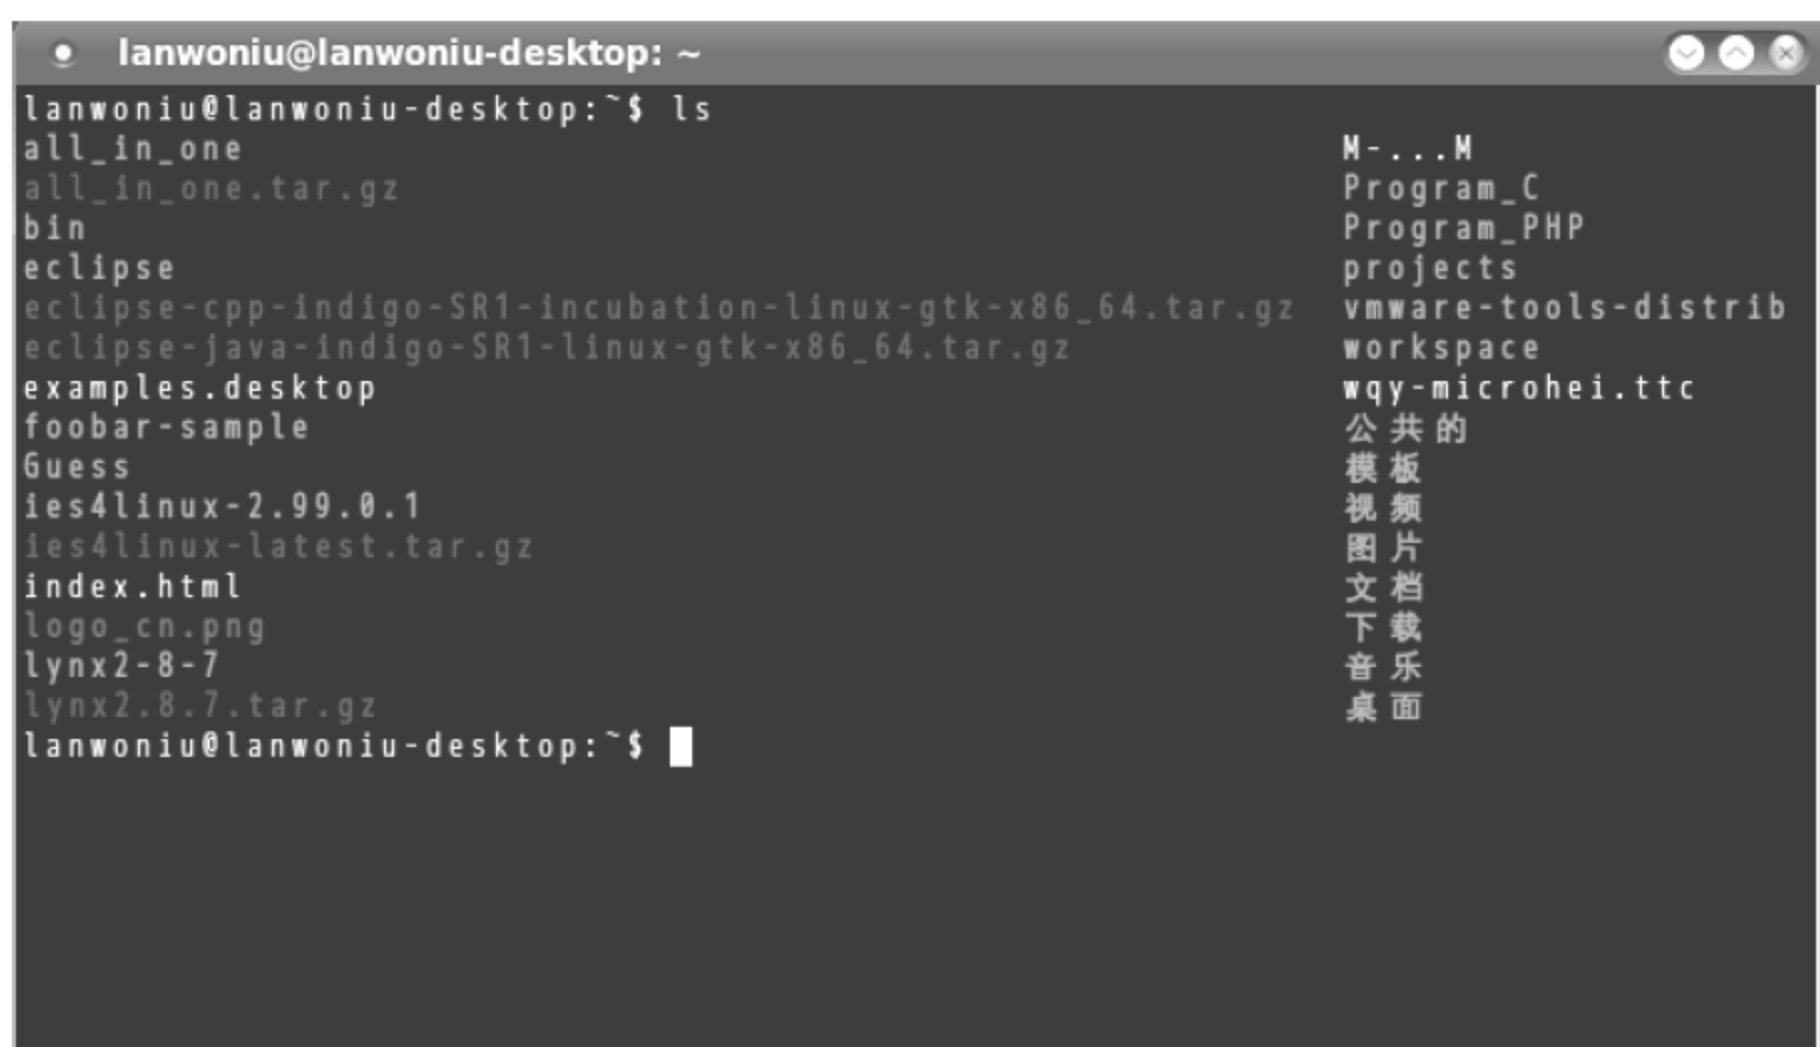 lanwoniu@lanwoniu-desktop: ~
lanwoniu@lanwoniu-desktop:~$ ls
all_in_one M-...M
all_in_one.tar.gz Program_C
bin Program_PHP
eclipse projects
eclipse-cpp-indigo-SR1-incubation-linux-gtk-x86_64.tar.gz vmware-tools-distrib
eclipse-java-indigo-SR1-linux-gtk-x86_64.tar.gz workspace
examples.desktop wqy-microhei.ttc
foobar-sample 公共的
Guess 模板
ies4linux-2.99.0.1 视频
ies4linux-latest.tar.gz 图片
index.html 文档
logo_cn.png 下载
lynx2-8-7 音乐
lynx2.8.7.tar.gz 桌面
lanwoniu@lanwoniu-desktop:~$